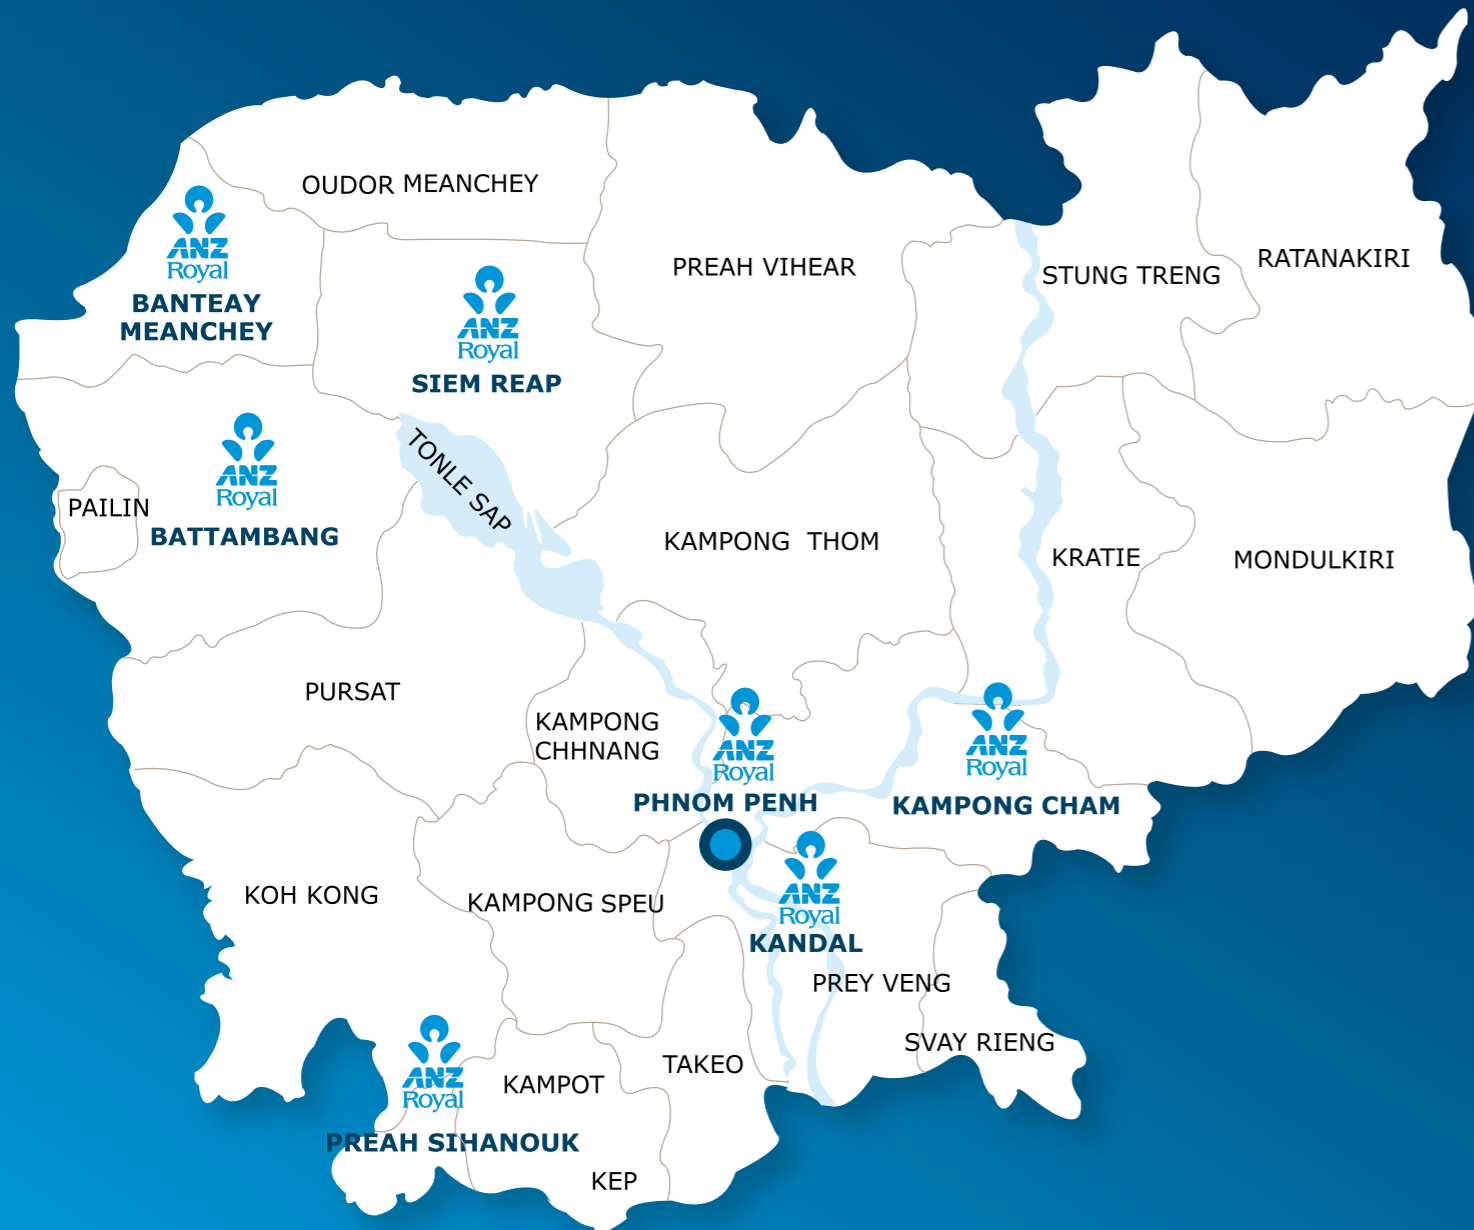 OUDOR MEANCHEY
ANZ
Royal
BANTEAY
MEANCHEY
PREAH VIHEAR
STUNG TRENG
RATANAKIRI
ANZ
Royal
SIEM REAP
ANZ
Royal
BATTAMBANG
PAILIN
TONLE SAP
KAMPONG THOM
KRATIE
MONDULKIRI
PURSAT
KAMPONG
CHHNANG
ANZ
Royal
PHNOM PENH
ANZ
Royal
KAMPONG CHAM
KOH KONG
KAMPONG SPEU
ANZ
Royal
KANDAL
PREY VENG
SVAY RIENG
TAKEO
KAMPOT
ANZ
Royal
PREAH SIHANOUK
KEP